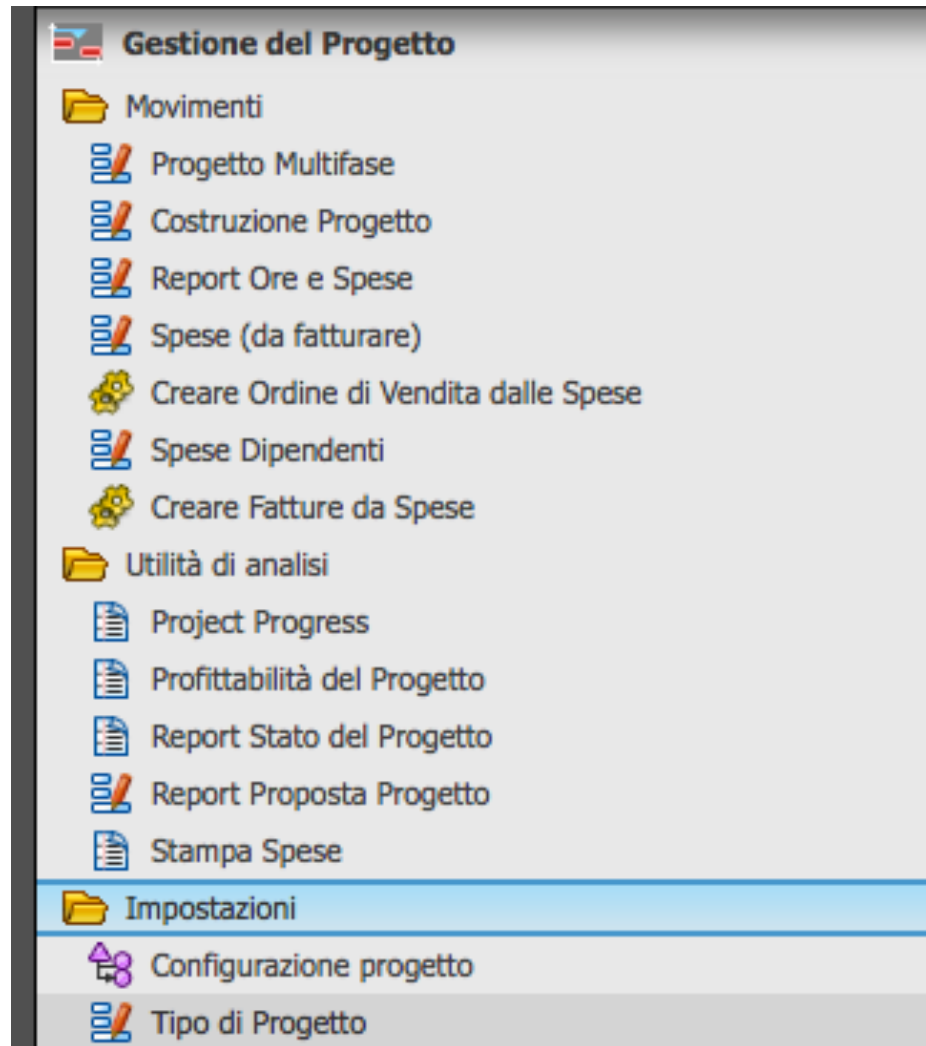 Gestione del Progetto
Movimenti
Progetto Multifase
Costruzione Progetto
Report Ore e Spese
Spese (da fatturare)
Creare Ordine di Vendita dalle Spese
Spese Dipendenti
Creare Fatture da Spese
Utilità di analisi
Project Progress
Profittabilità del Progetto
Report Stato del Progetto
Report Proposta Progetto
Stampa Spese
Impostazioni
Configurazione progetto
Tipo di Progetto